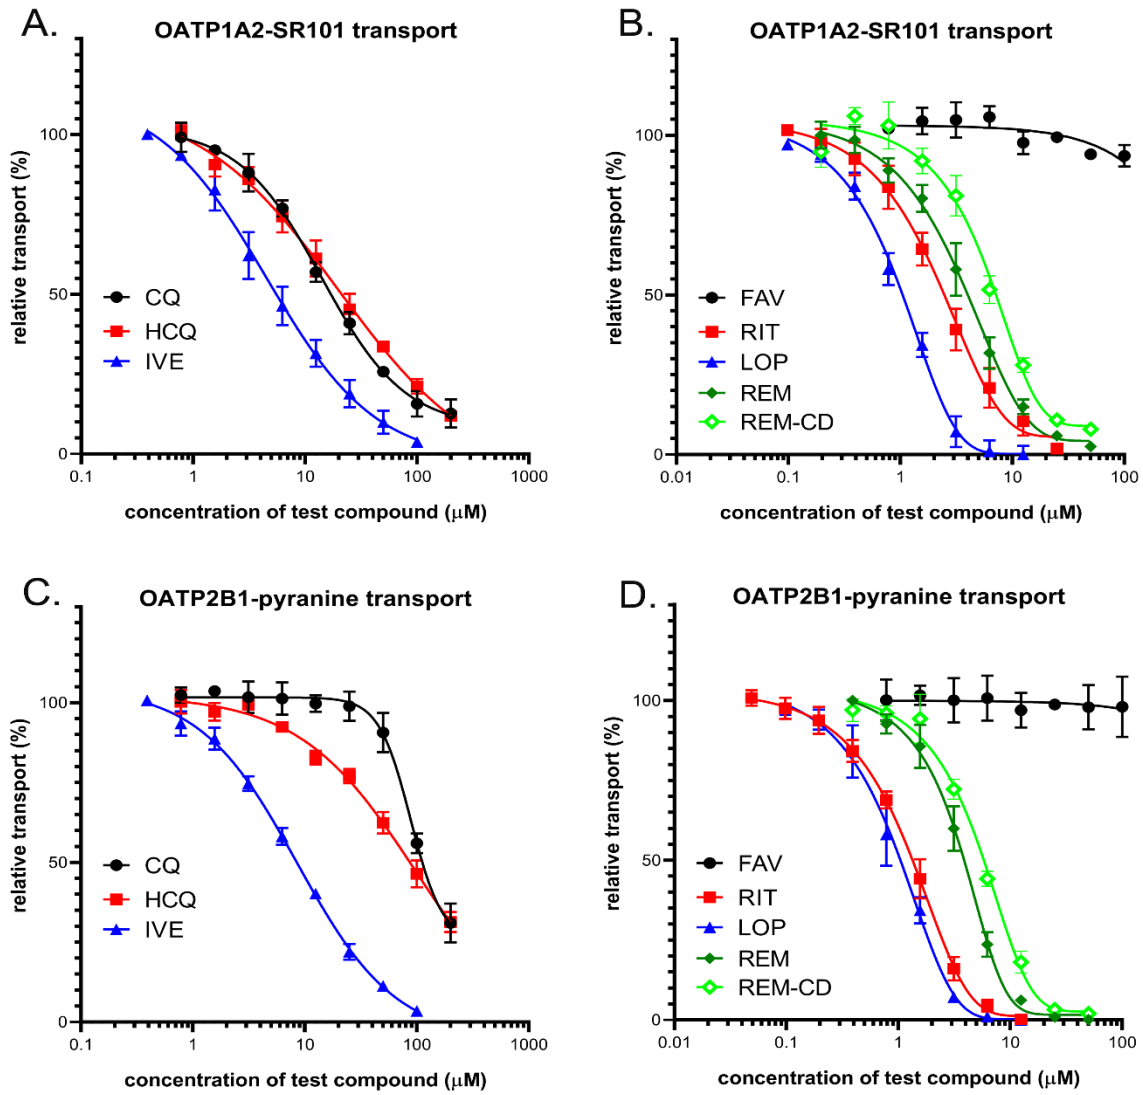 A.
OATP1A2-SR101 transport
relative transport (%)
100
50
0
CQ
HCQ
IVE
0.1
1
10
100
1000
concentration of test compound (μM)
B.
OATP1A2-SR101 transport
relative transport (%)
100
50
0
FAV
RIT
LOP
REM
REM-CD
0.01
0.1
1
10
100
concentration of test compound (μM)
C.
OATP2B1-pyranine transport
relative transport (%)
100
50
0
CQ
HCQ
IVE
0.1
1
10
100
1000
concentration of test compound (μM)
D.
OATP2B1-pyranine transport
relative transport (%)
100
50
0
FAV
RIT
LOP
REM
REM-CD
0.01
0.1
1
10
100
concentration of test compound (μM)